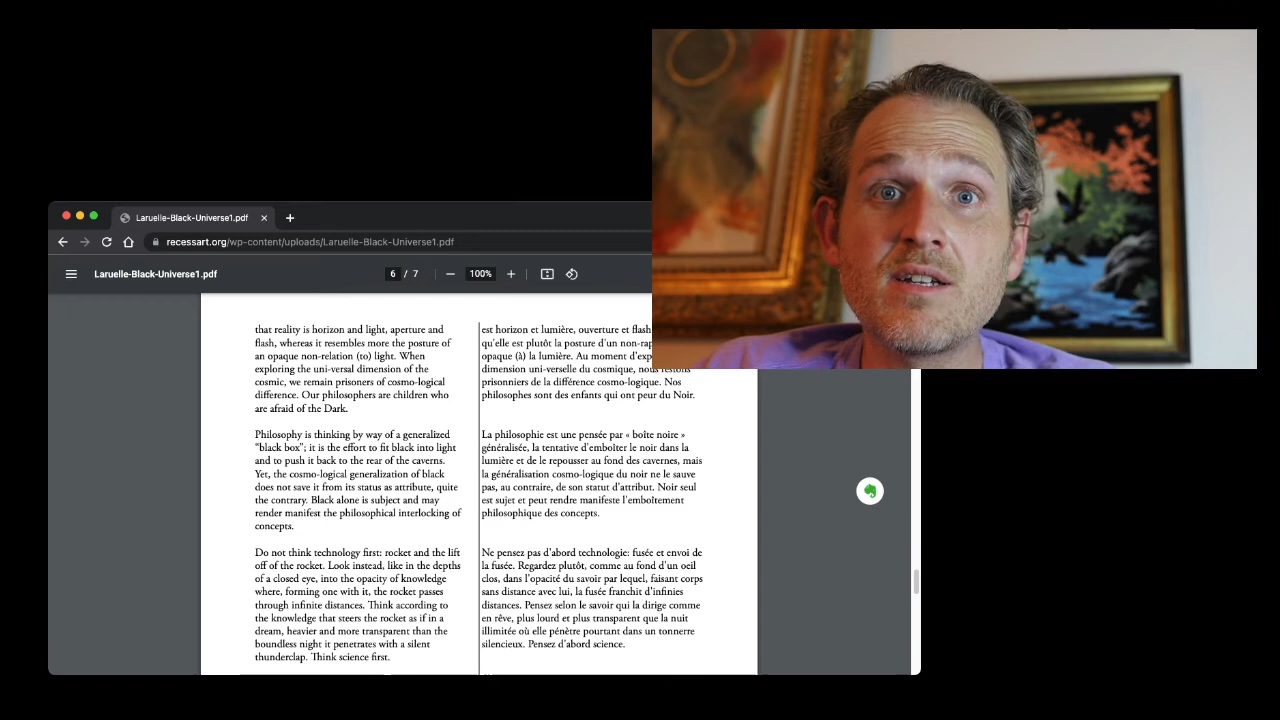 Laruelle-Black-Universe1.pdf
recessart.org/wp-content/uploads/Laruelle-Black-Universe1.pdf
Laruelle-Black-Universe1.pdf
6 / 7
100%
that reality is horizon and light, aperture and
flash, whereas it resembles more the posture of
an opaque non-relation (to) light. When
exploring the uni-versal dimension of the
cosmic, we remain prisoners of cosmo-logical
difference. Our philosophers are children who
are afraid of the Dark.
Philosophy is thinking by way of a generalized
“black box”; it is the effort to fit black into light
and to push it back to the rear of the caverns.
Yet, the cosmo-logical generalization of black
does not save it from its status as attribute, quite
the contrary. Black alone is subject and may
render manifest the philosophical interlocking of
concepts.
Do not think technology first: rocket and the lift
off of the rocket. Look instead, like in the depths
of a closed eye, into the opacity of knowledge
where, forming one with it, the rocket passes
through infinite distances. Think according to
the knowledge that steers the rocket as if in a
dream, heavier and more transparent than the
boundless night it penetrates with a silent
thunderclap. Think science first.
est horizon et lumière, ouverture et flash
qu’elle est plutôt la posture d’un
opaque (à) la lumière. Au moment
dimension uni-verselle du cosmique, nous restons
prisonniers de la différence cosmo-logique. Nos
philosophes sont des enfants qui ont peur du Noir.
La philosophie est une pensée par « boîte noire »
généralisée, la tentative d’emboîter le noir dans la
lumière et de le repousser au fond des cavernes, mais
la généralisation cosmo-logique du noir ne le sauve
pas, au contraire, de son statut d’attribut. Noir seul
est sujet et peut rendre manifeste l’emboîtement
philosophique des concepts.
Ne pensez pas d’abord technologie: fusée et envoi de
la fusée. Regardez plutôt, comme au fond d’un oeil
clos, dans l’opacité du savoir par lequel, faisant corps
sans distance avec lui, la fusée franchit d’infinies
distances. Pensez selon le savoir qui la dirige comme
en rêve, plus lourd et plus transparent que la nuit
illimitée où elle pénètre pourtant dans un tonnerre
silencieux. Pensez d’abord science.